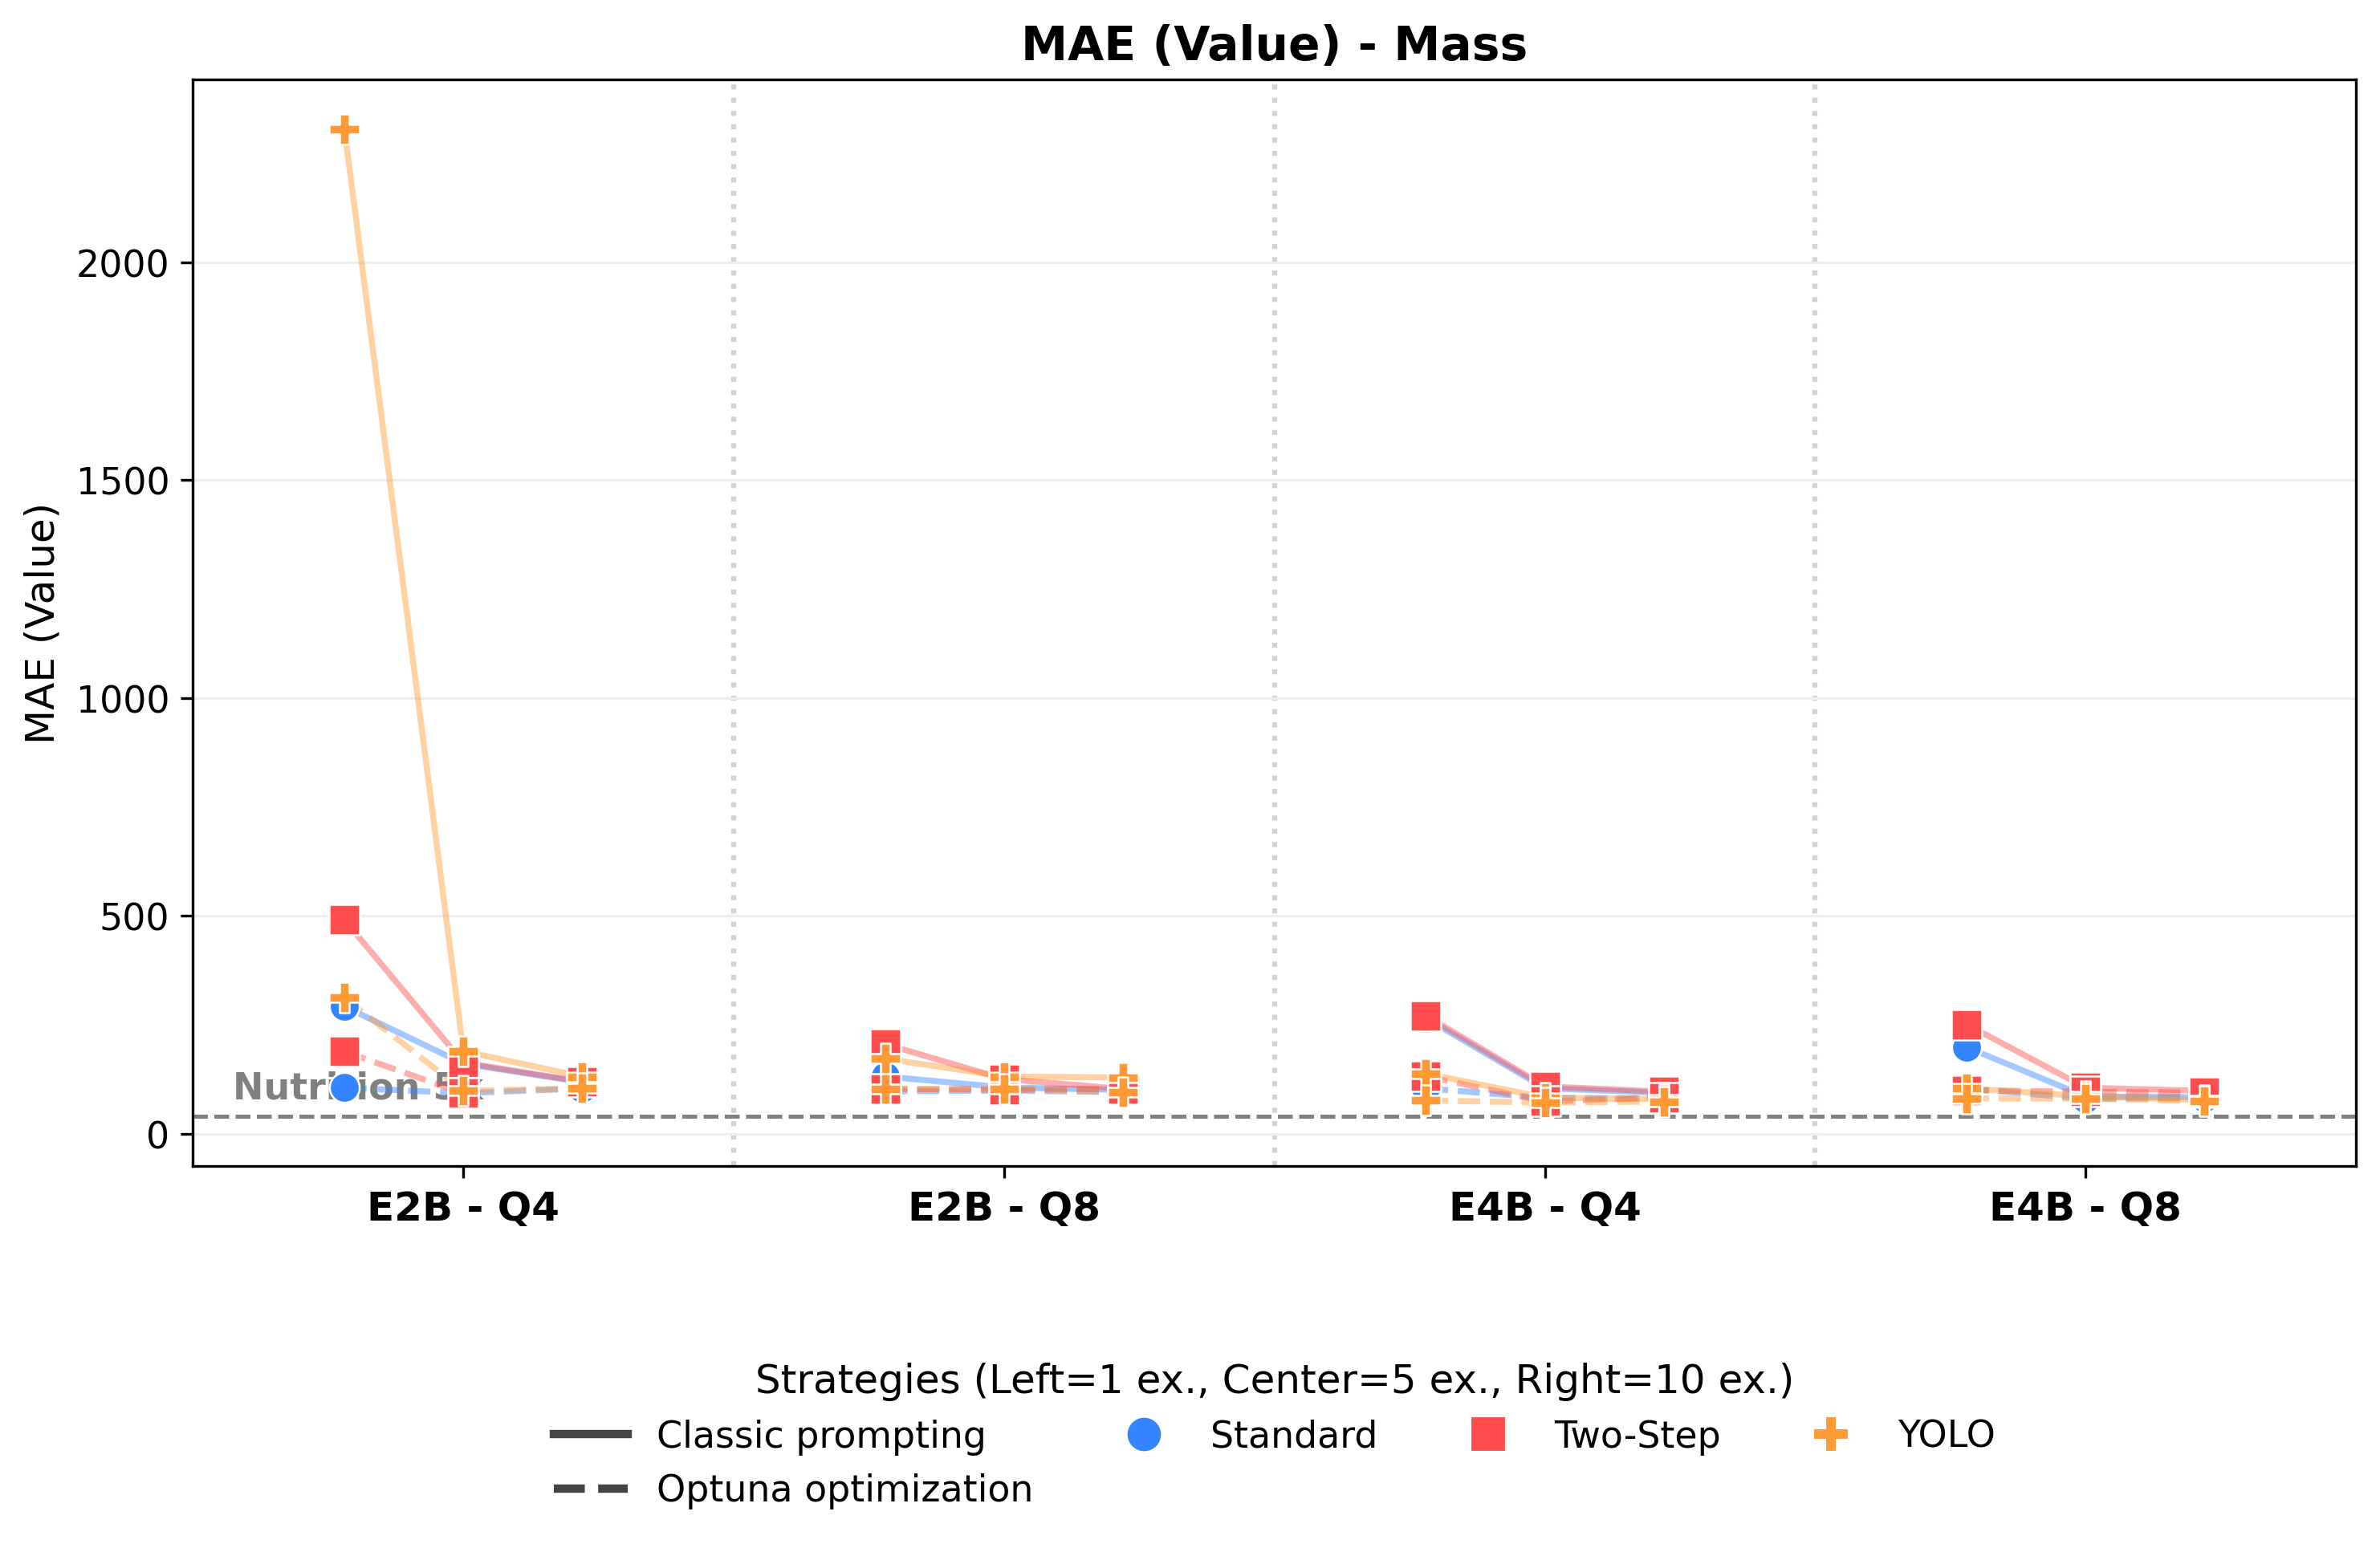 MAE (Value) - Mass
MAE (Value)
2000
1500
1000
500
0
E2B - Q4
E2B - Q8
E4B - Q4
E4B - Q8
Strategies (Left=1 ex., Center=5 ex., Right=10 ex.)
Classic prompting
Standard
Two-Step
YOLO
Optuna optimization